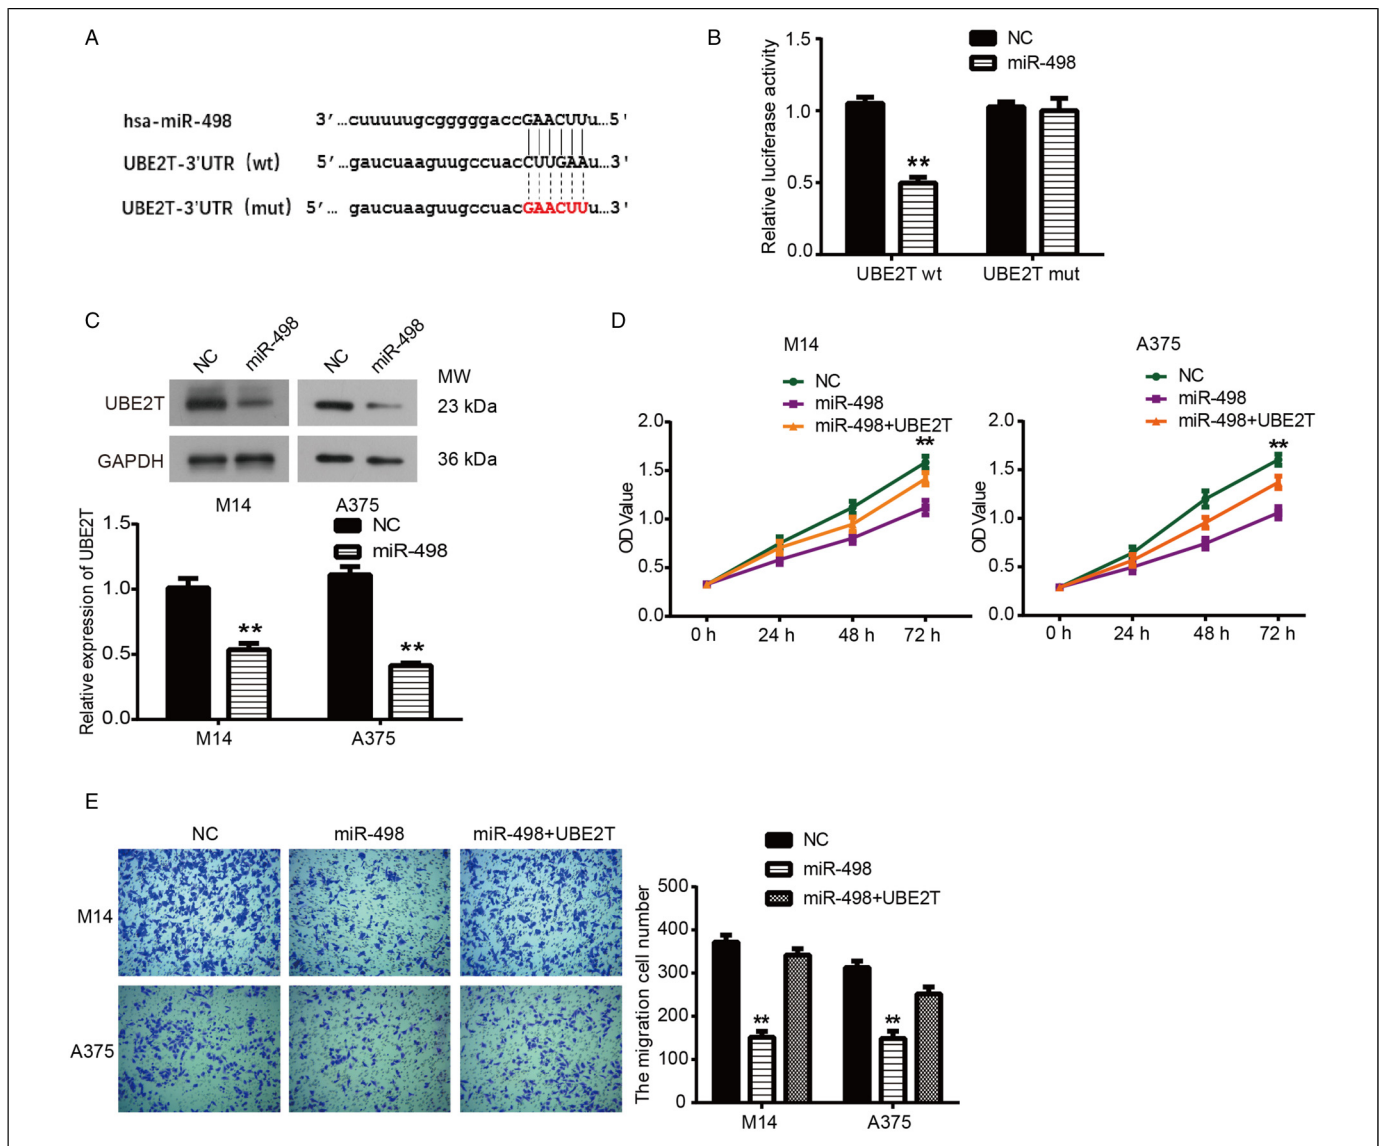 A
hsa-miR-498 3'…cuuuuugcgggggaccGAACUUu…5'
UBE2T-3'UTR (wt) 5'…gaucuaaguugccuacCUUGAAu…3'
UBE2T-3'UTR (mut) 5'… gaucuaaguugccuacGAACUUu…3'
B
NC
miR-498
Relative luciferase activity
1.5
1.0
0.5
0.0
**
UBE2T wt UBE2T mut
C
NC miR-498 NC miR-498
MW
UBE2T 23 kDa
GAPDH 36 kDa
M14 A375
NC
miR-498
Relative expression of UBE2T
1.5
1.0
0.5
0.0
** **
M14 A375
D
M14
NC
miR-498
miR-498+UBE2T
OD Value
2.0
1.5
1.0
0.5
0.0
**
0 h 24 h 48 h 72 h
A375
NC
miR-498
miR-498+UBE2T
OD Value
2.0
1.5
1.0
0.5
0.0
**
0 h 24 h 48 h 72 h
E
NC miR-498 miR-498+UBE2T
M14
A375
NC
miR-498
miR-498+UBE2T
The migration cell number
500
400
300
200
100
0
** **
M14 A375